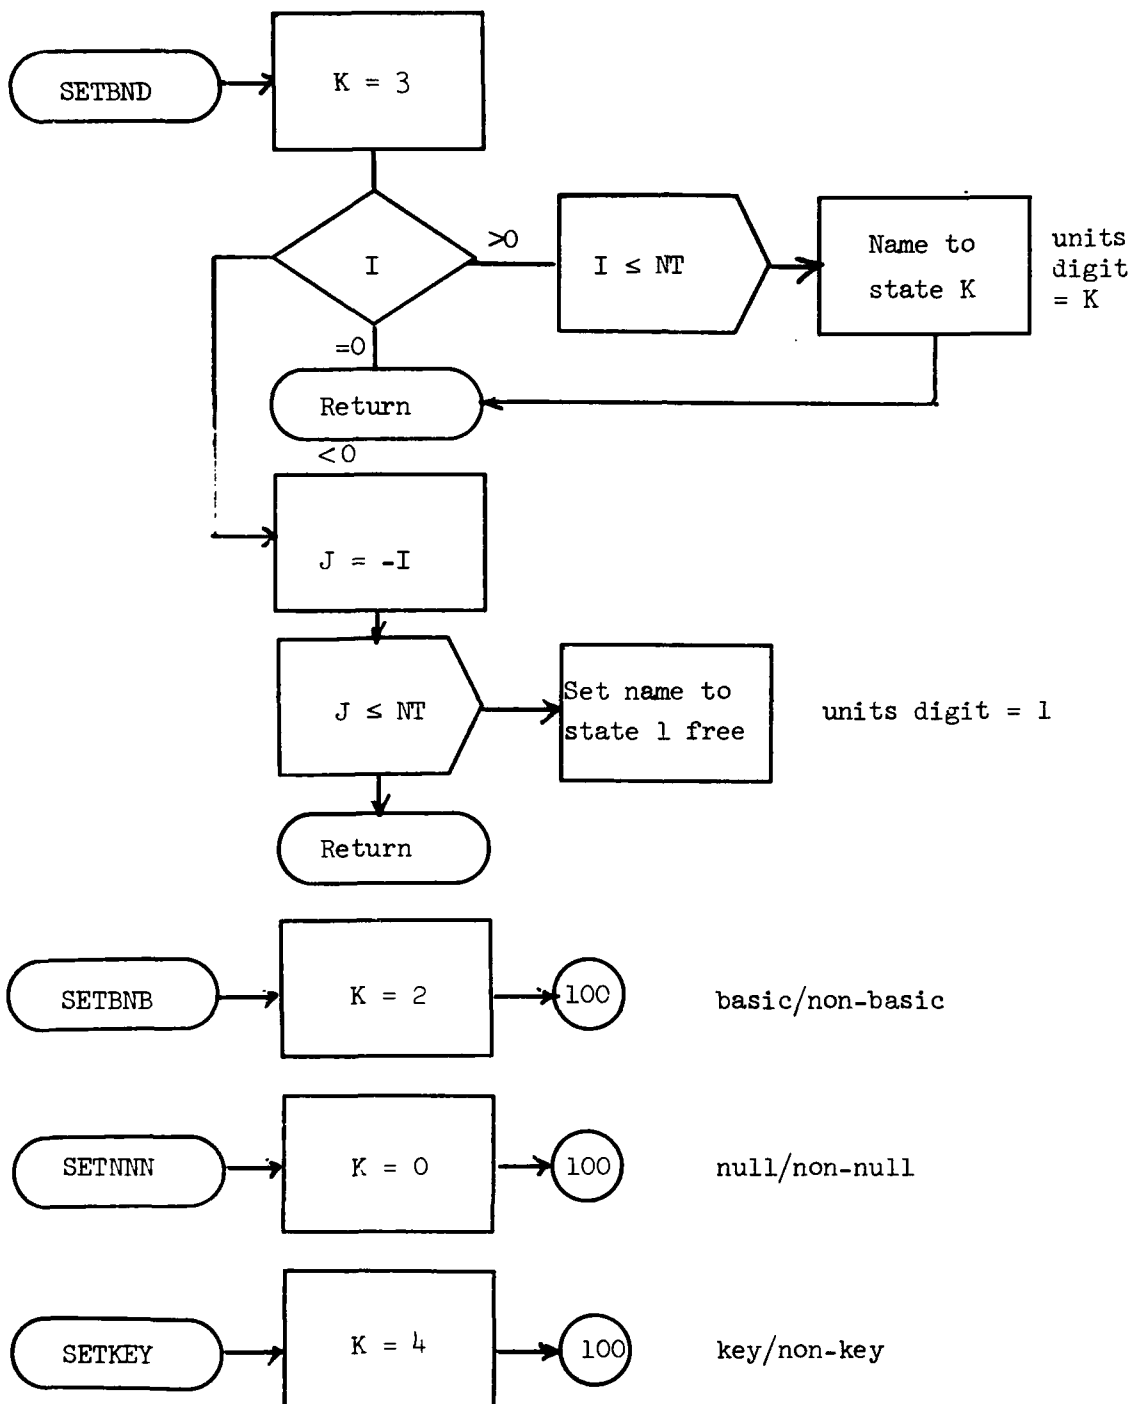 SETBND
K = 3
I
>0
I ≤ NT
Name to
state K
units
digit
= K
=0
Return
<0
J = -I
J ≤ NT
Set name to
state 1 free
units digit = 1
Return
SETBNB
K = 2
100
basic/non-basic
SETNNN
K = 0
100
null/non-null
SETKEY
K = 4
100
key/non-key